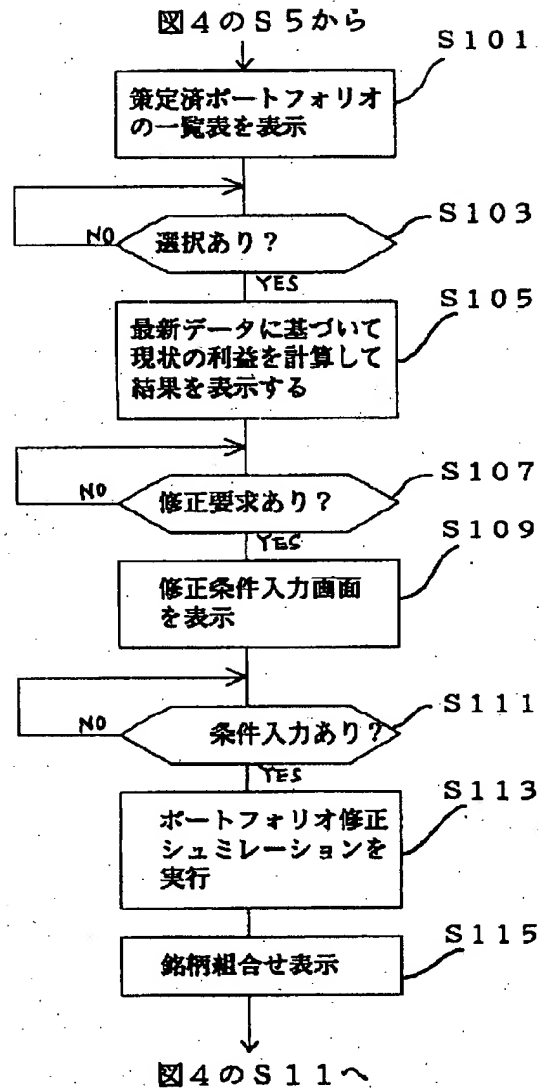 図4のS5から
S101
策定済ポートフォリオ
の一覧表を表示
S103
選択あり?
NO
YES
S105
最新データに基づいて
現状の利益を計算して
結果を表示する
S107
修正要求あり?
NO
YES
S109
修正条件入力画面
を表示
S111
条件入力あり?
NO
YES
S113
ポートフォリオ修正
シュミレーションを
実行
S115
銘柄組合せ表示
図4のS11へ